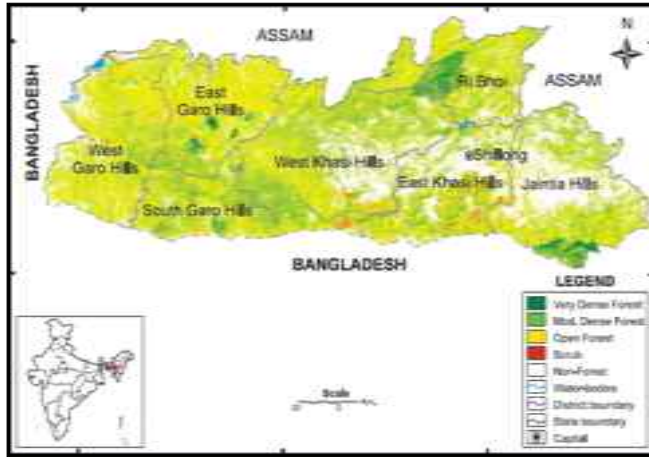 ASSAM
N
Ri Bhoi
ASSAM
East
Garo Hills
BANGLADESH
West
Garo Hills
West Khasi Hills
Shillong
East Khasi Hills
Jaintia Hills
South Garo Hills
BANGLADESH
LEGEND
Very Dense Forest
Mod. Dense Forest
Open Forest
Scrub
Non-Forest
Waterbodies
District boundary
State boundary
Capital
Scale